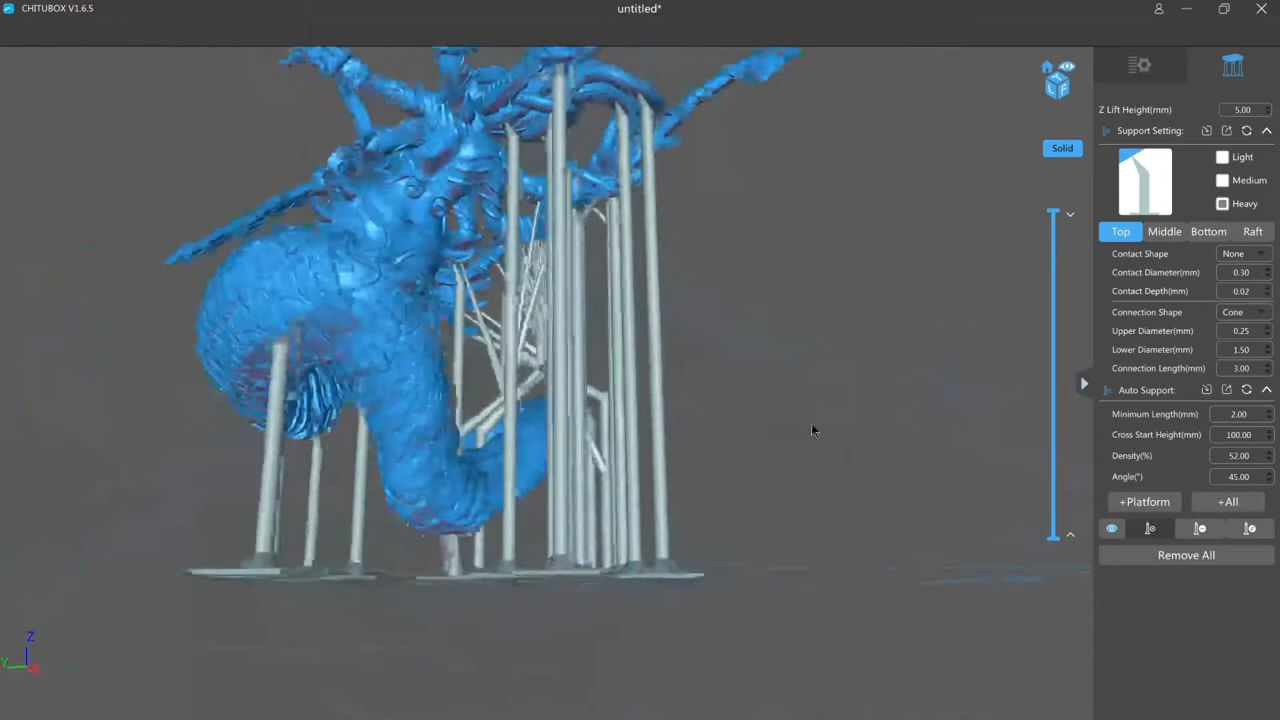 CHITUBOX V1.6.5
untitled*
Z Lift Height(mm) 5.00
Support Setting:
Light
Medium
Heavy
Top Middle Bottom Raft
Contact Shape None
Contact Diameter(mm) 0.30
Contact Depth(mm) 0.02
Connection Shape Cone
Upper Diameter(mm) 0.25
Lower Diameter(mm) 1.50
Connection Length(mm) 3.00
Auto Support:
Minimum Length(mm) 2.00
Cross Start Height(mm) 100.00
Density(%) 52.00
Angle(°) 45.00
+Platform +All
Remove All
Solid
T
L F
Z
Y